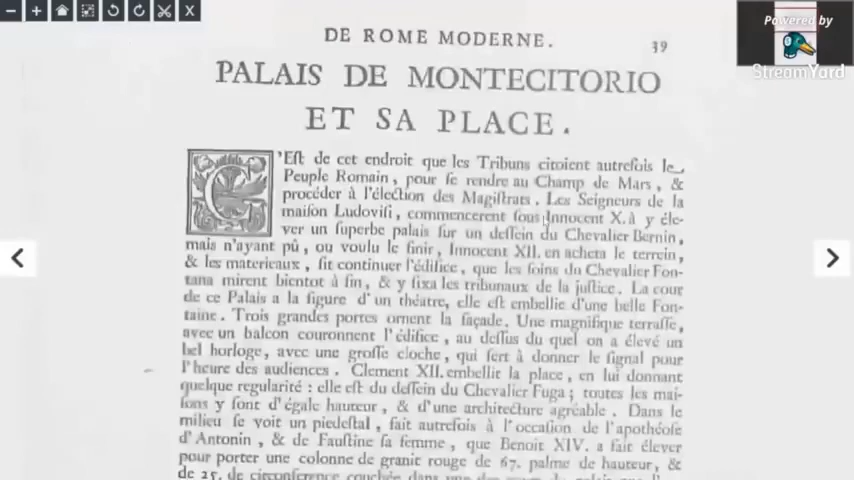 Powered by
StreamYard
DE ROME MODERNE. 39
PALAIS DE MONTECITORIO
ET SA PLACE.
C'Eſt de cet endroit que les Tribuns citoient autrefois le
Peuple Romain, pour ſe rendre au Champ de Mars, &
procéder à l'élection des Magiſtrats. Les Seigneurs de la
maiſon Ludoviſi, commencerent ſous Innocent X. à y éle-
ver un ſuperbe palais ſur un deſſein du Chevalier Bernin,
mais n'ayant pû, ou voulu le finir, Innocent XII. en acheta le terrein,
& les materieaux, fit continuer l'édifice, que les ſoins du Chevalier Fon-
tana mirent bientot à fin, & y fixa les tribunaux de la juſtice. La cour
de ce Palais a la figure d'un théatre, elle eſt embellie d'une belle Fon-
taine. Trois grandes portes ornent la façade. Une magnifique terraſſe,
avec un balcon couronnent l'édifice, au deſſus du quel on a élevé un
bel horloge, avec une groſſe cloche, qui ſert à donner le ſignal pour
l'heure des audiences. Clement XII. embellit la place, en lui donnant
quelque regularité : elle eſt du deſſein du Chevalier Fuga; toutes les mai-
ſons y ſont d'égale hauteur, & d'une architecture agréable. Dans le
milieu ſe voit un piedeſtal, fait autrefois à l'occaſion de l'apothéoſe
d'Antonin, & de Fauſtine ſa femme, que Benoit XIV. a fait élever
pour porter une colonne de granit rouge de 67. palme de hauteur, &
de 25. de circonference couchée dans une des cours du palais que